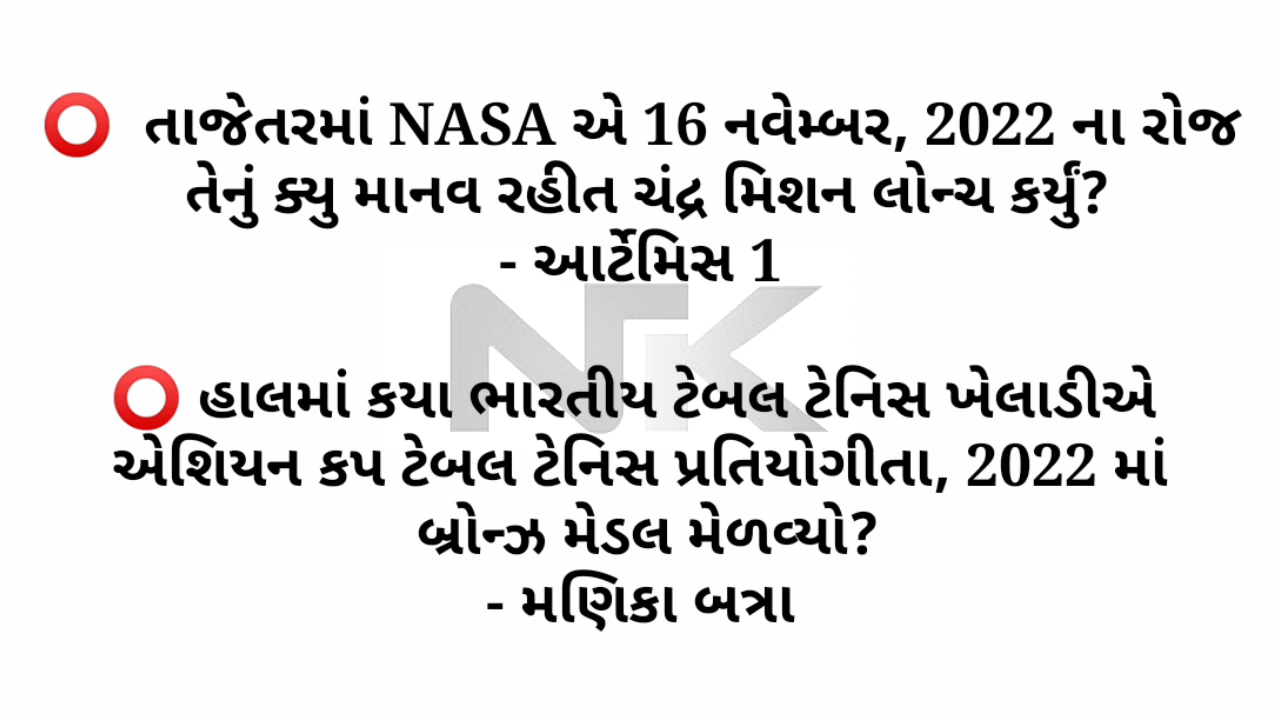 ⭕ તાજેતરમાં NASA એ 16 નવેમ્બર, 2022 ના રોજ
તેનું ક્યુ માનવ રહીત ચંદ્ર મિશન લોન્ચ કર્યું?
- આર્ટેમિસ 1
NTK
⭕ હાલમાં કયા ભારતીય ટેબલ ટેનિસ ખેલાડીએ
એશિયન કપ ટેબલ ટેનિસ પ્રતિયોગીતા, 2022 માં
બ્રોન્ઝ મેડલ મેળવ્યો?
- મણિકા બત્રા